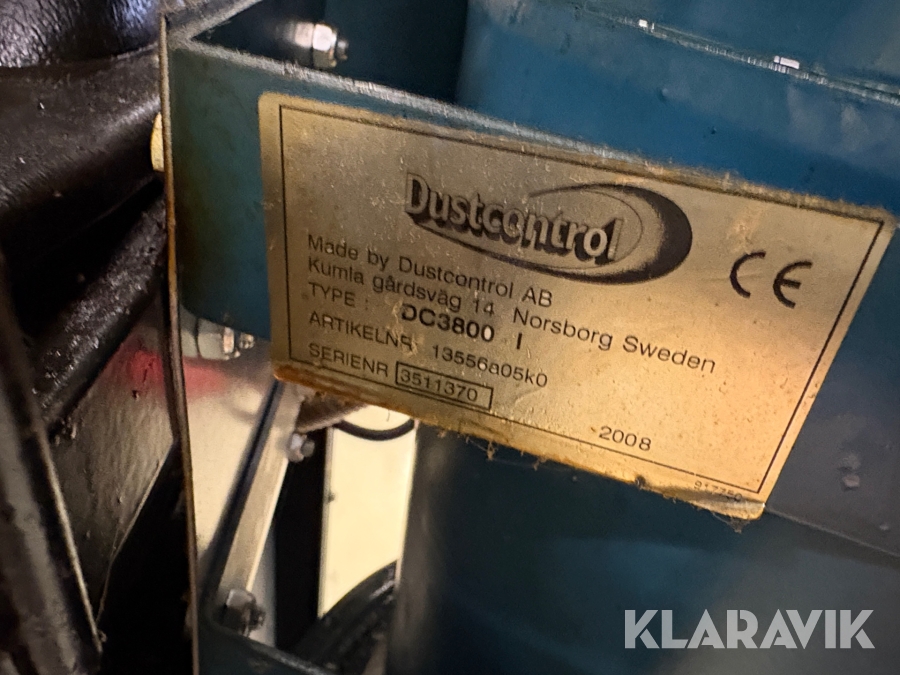 Dustcontrol
CE
Made by Dustcontrol AB
Kumla gårdsväg 14 Norsborg Sweden
TYPE : DC3800 I
ARTIKELNR 13556a05k0
SERIENR 3511370
2008
KLARAVIK